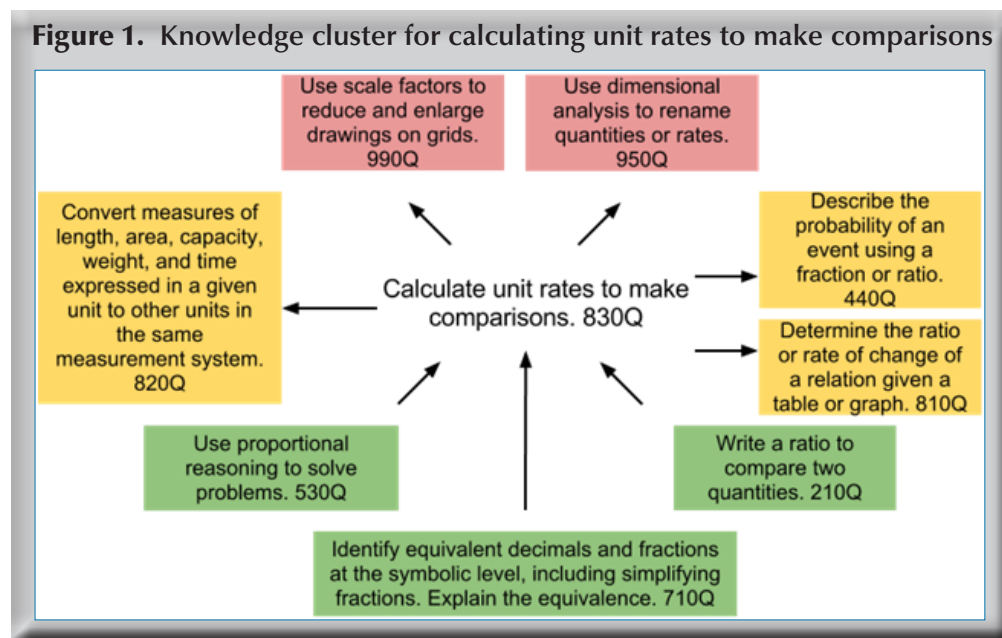 Figure 1. Knowledge cluster for calculating unit rates to make comparisons
Use scale factors to
reduce and enlarge
drawings on grids.
990Q
Use dimensional
analysis to rename
quantities or rates.
950Q
Convert measures of
length, area, capacity,
weight, and time
expressed in a given
unit to other units in
the same
measurement system.
820Q
Describe the
probability of an
event using a
fraction or ratio.
440Q
Calculate unit rates to make
comparisons. 830Q
Determine the ratio
or rate of change of
a relation given a
table or graph. 810Q
Use proportional
reasoning to solve
problems. 530Q
Write a ratio to
compare two
quantities. 210Q
Identify equivalent decimals and fractions
at the symbolic level, including simplifying
fractions. Explain the equivalence. 710Q